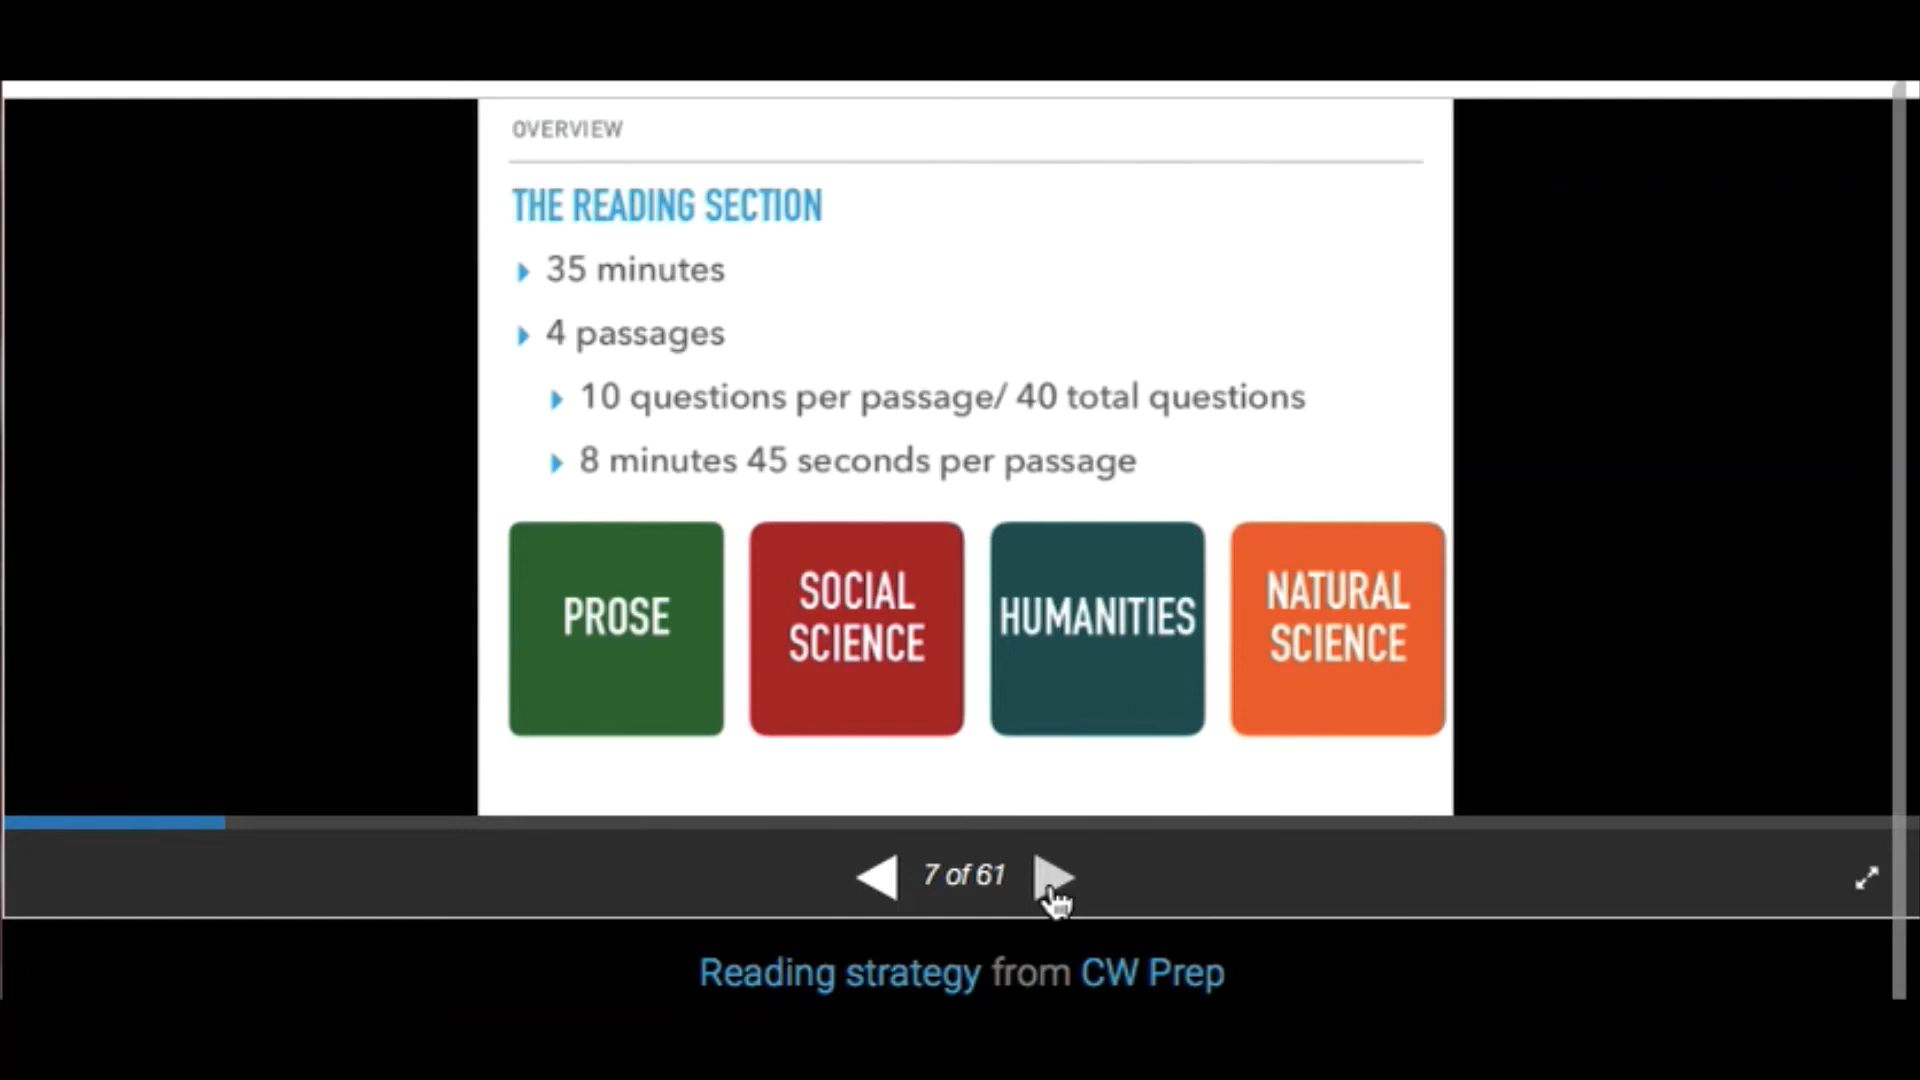 OVERVIEW
THE READING SECTION
35 minutes
4 passages
10 questions per passage/ 40 total questions
8 minutes 45 seconds per passage
PROSE
SOCIAL
SCIENCE
HUMANITIES
NATURAL
SCIENCE
7 of 61
Reading strategy from CW Prep